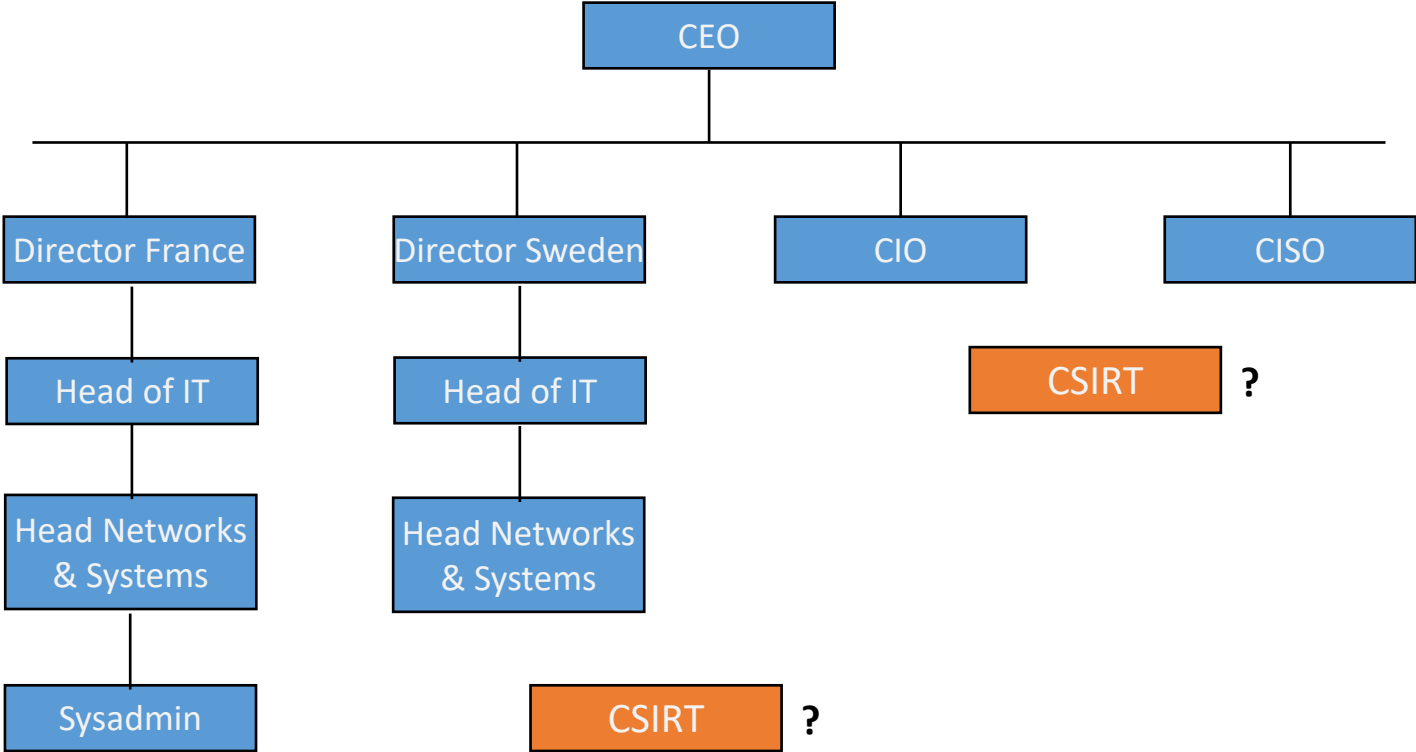 CEO
Director France
Director Sweden
CIO
CISO
Head of IT
Head of IT
CSIRT
?
Head Networks
& Systems
Head Networks
& Systems
Sysadmin
CSIRT
?